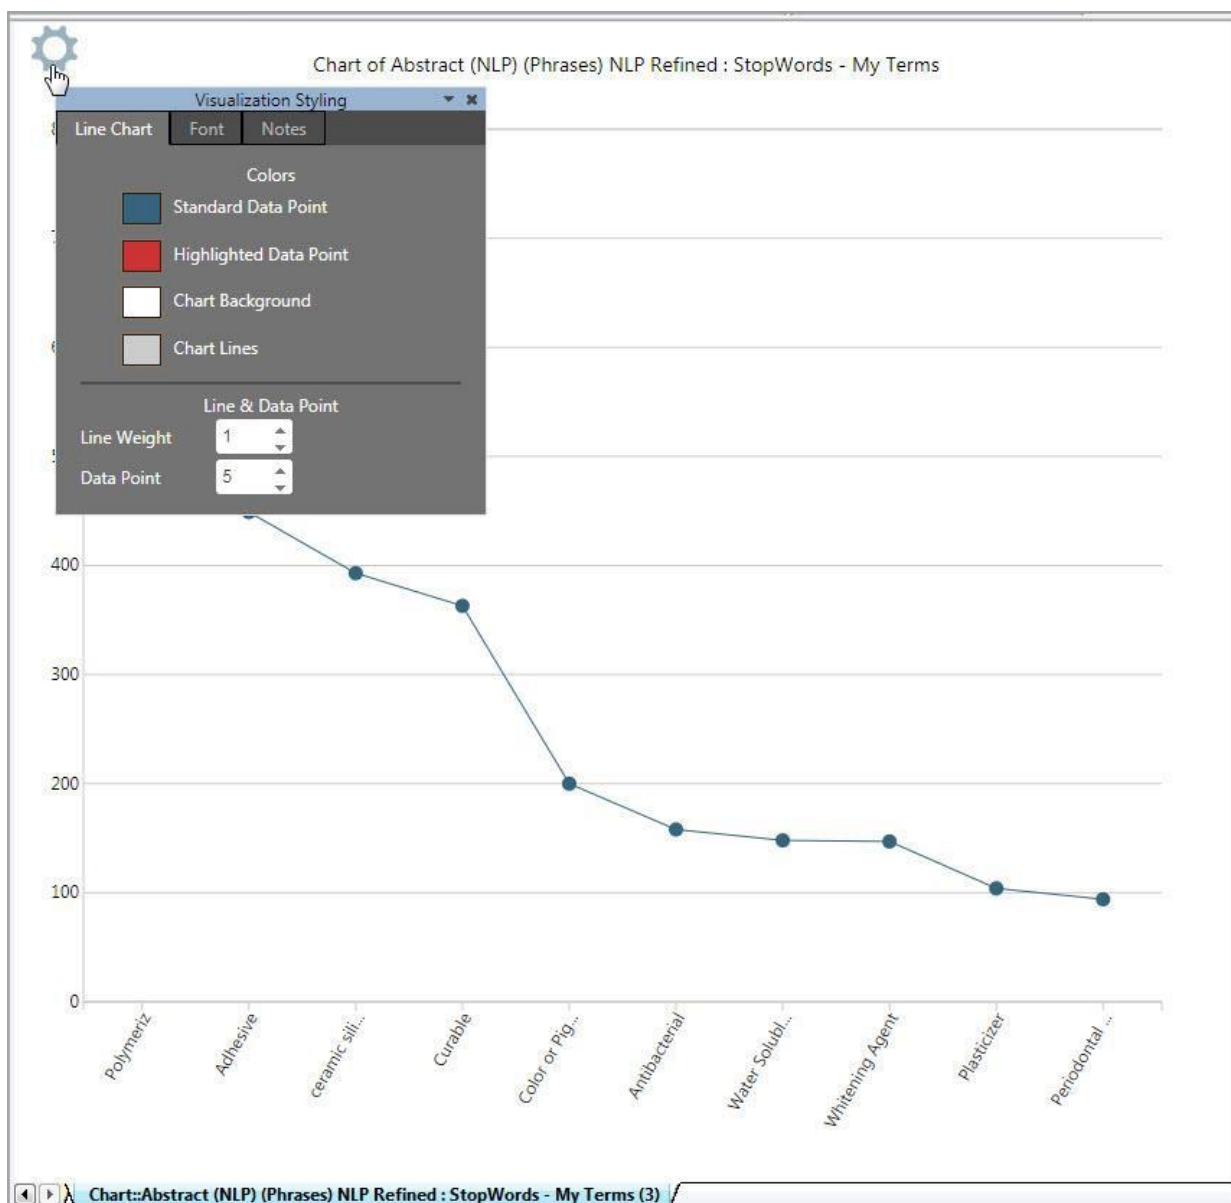 Chart of Abstract (NLP) (Phrases) NLP Refined : StopWords - My Terms
Visualization Styling
Line Chart Font Notes
Colors
Standard Data Point
Highlighted Data Point
Chart Background
Chart Lines
Line & Data Point
Line Weight 1
Data Point 5
400
300
200
100
0
Polymeriz
Adhesive
ceramic sili...
Curable
Color or Pig...
Antibacterial
Water Solubl...
Whitening Agent
Plasticizer
Periodontal ...
Chart::Abstract (NLP) (Phrases) NLP Refined : StopWords - My Terms (3)